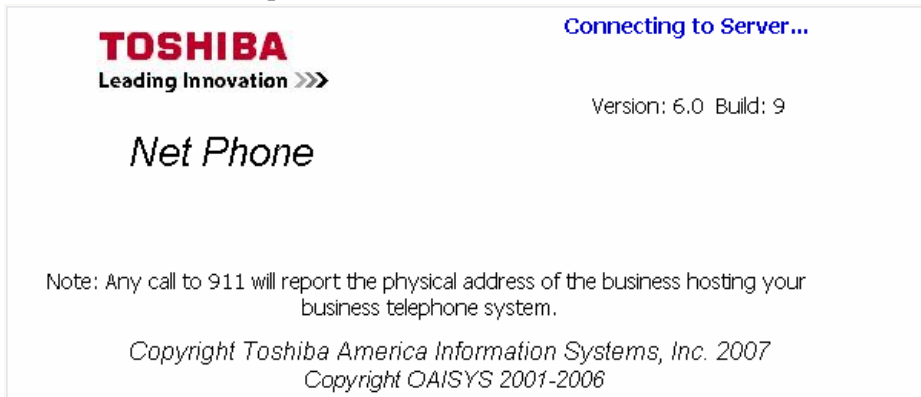 Connecting to Server...
TOSHIBA
Leading Innovation >>>
Version: 6.0 Build: 9
Net Phone
Note: Any call to 911 will report the physical address of the business hosting your
business telephone system.
Copyright Toshiba America Information Systems, Inc. 2007
Copyright OAISYS 2001-2006